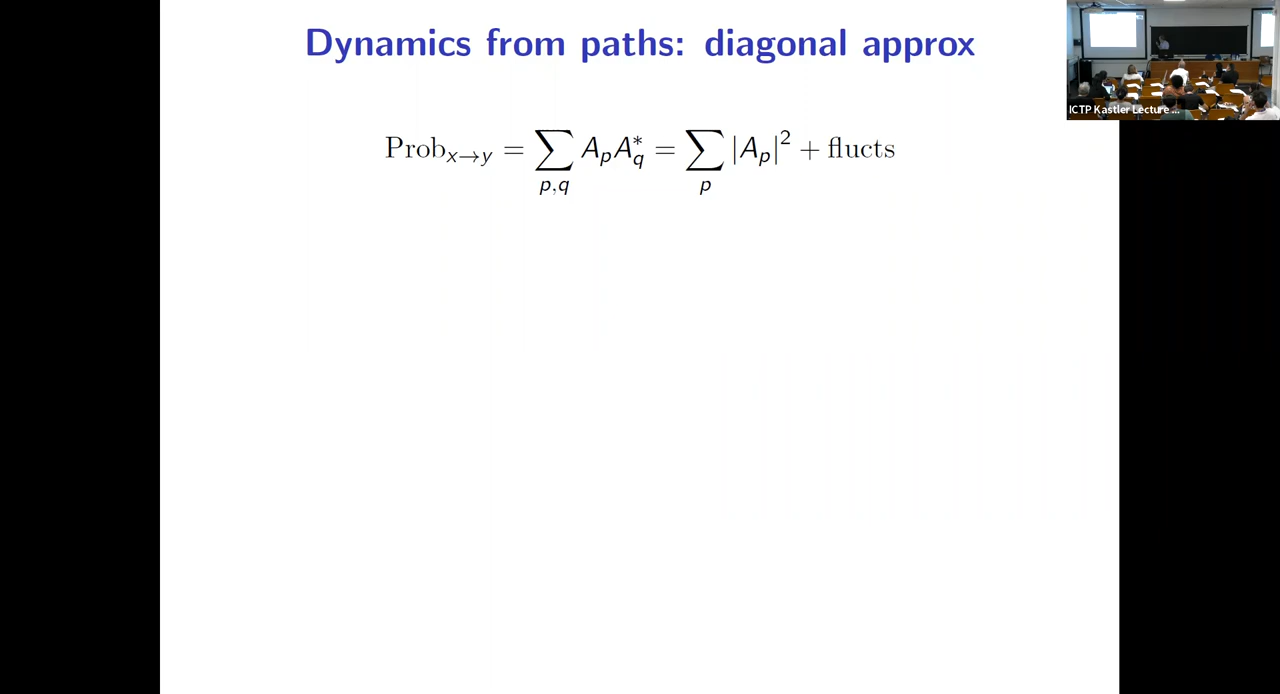 Dynamics from paths: diagonal approx
ICTP Kastler Lecture ...
Prob_{x→y} = ∑_{p,q} A_p A_q^* = ∑_p |A_p|^2 + flucts